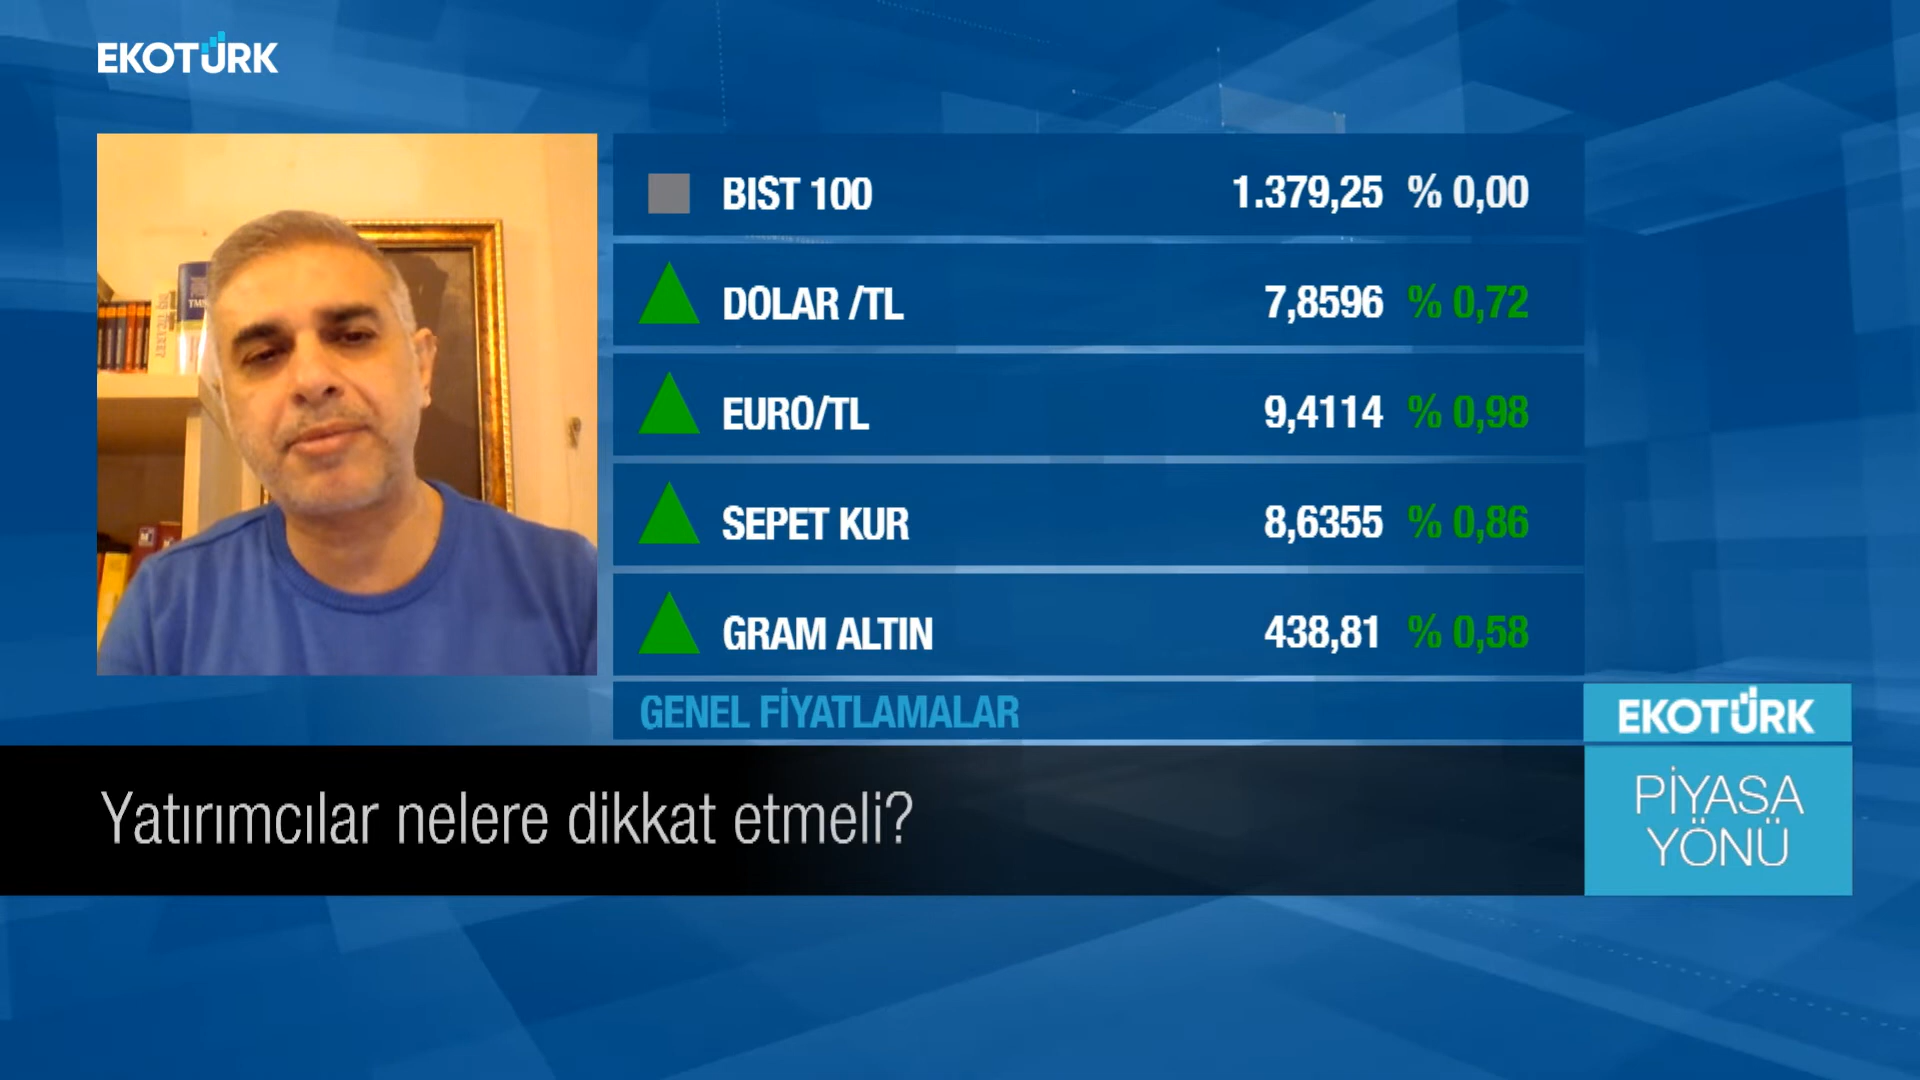 EKOTÜRK
BIST 100 1.379,25 % 0,00
DOLAR /TL 7,8596 % 0,72
EURO/TL 9,4114 % 0,98
SEPET KUR 8,6355 % 0,86
GRAM ALTIN 438,81 % 0,58
GENEL FİYATLAMALAR
EKOTÜRK
Yatırımcılar nelere dikkat etmeli?
PİYASA
YÖNÜ